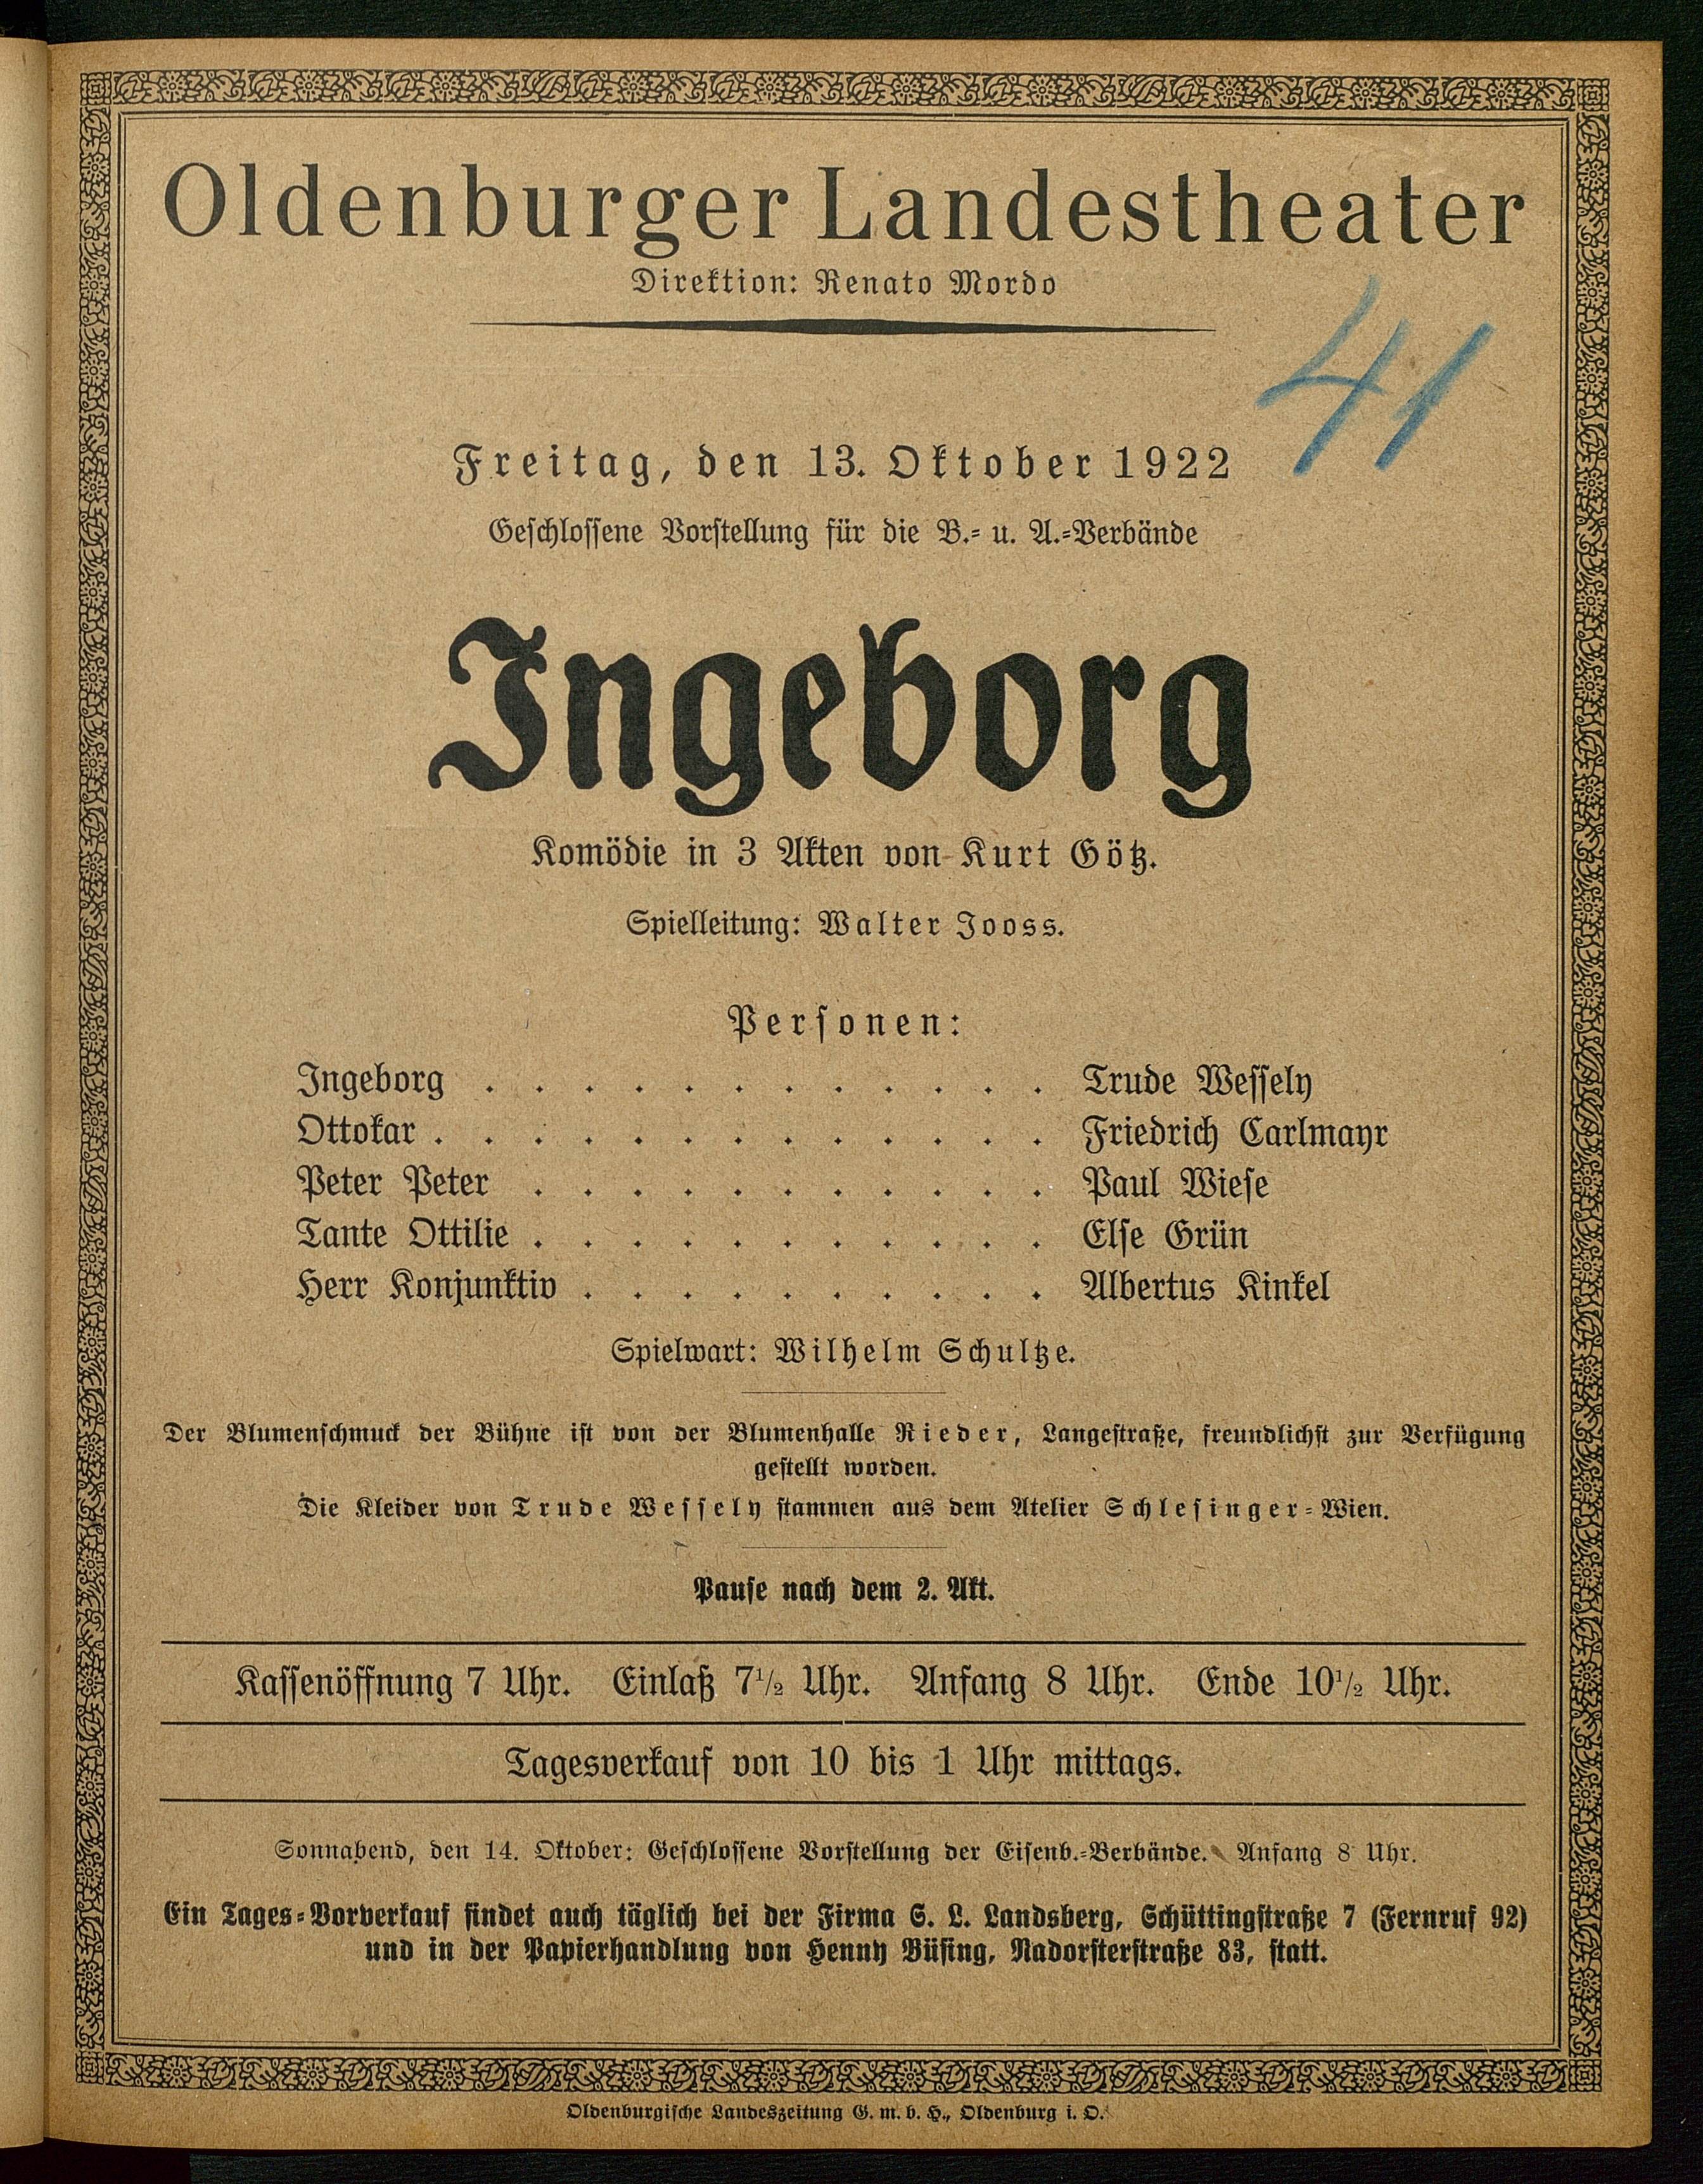 Oldenburger Landestheater
Direktion: Renato Mordo
41
Freitag, den 13. Oktober 1922
Geschlossene Vorstellung für die B.- u. A.-Verbände
Ingeborg
Komödie in 3 Akten von Kurt Götz.
Spielleitung: Walter Jooss.
Personen:
Ingeborg . . . . . . . . . . . . Trude Wessely
Ottokar . . . . . . . . . . . . . Friedrich Carlmayr
Peter Peter . . . . . . . . . . . Paul Wiese
Tante Ottilie . . . . . . . . . . . Else Grün
Herr Konjunktiv . . . . . . . . . . Albertus Kinkel
Spielwart: Wilhelm Schultze.
Der Blumenschmuck der Bühne ist von der Blumenhalle Rieder, Langestraße, freundlichst zur Verfügung
gestellt worden.
Die Kleider von Trude Wessely stammen aus dem Atelier Schlesinger-Wien.
Pause nach dem 2. Akt.
Kassenöffnung 7 Uhr. Einlaß 7½ Uhr. Anfang 8 Uhr. Ende 10½ Uhr.
Tagesverkauf von 10 bis 1 Uhr mittags.
Sonnabend, den 14. Oktober: Geschlossene Vorstellung der Eisenb.-Verbände. Anfang 8 Uhr.
Ein Tages-Vorverkauf findet auch täglich bei der Firma S. L. Landsberg, Schüttingstraße 7 (Fernruf 92)
und in der Papierhandlung von Henny Büsing, Nadorsterstraße 83, statt.
Oldenburgische Landeszeitung G. m. b. H., Oldenburg i. O.